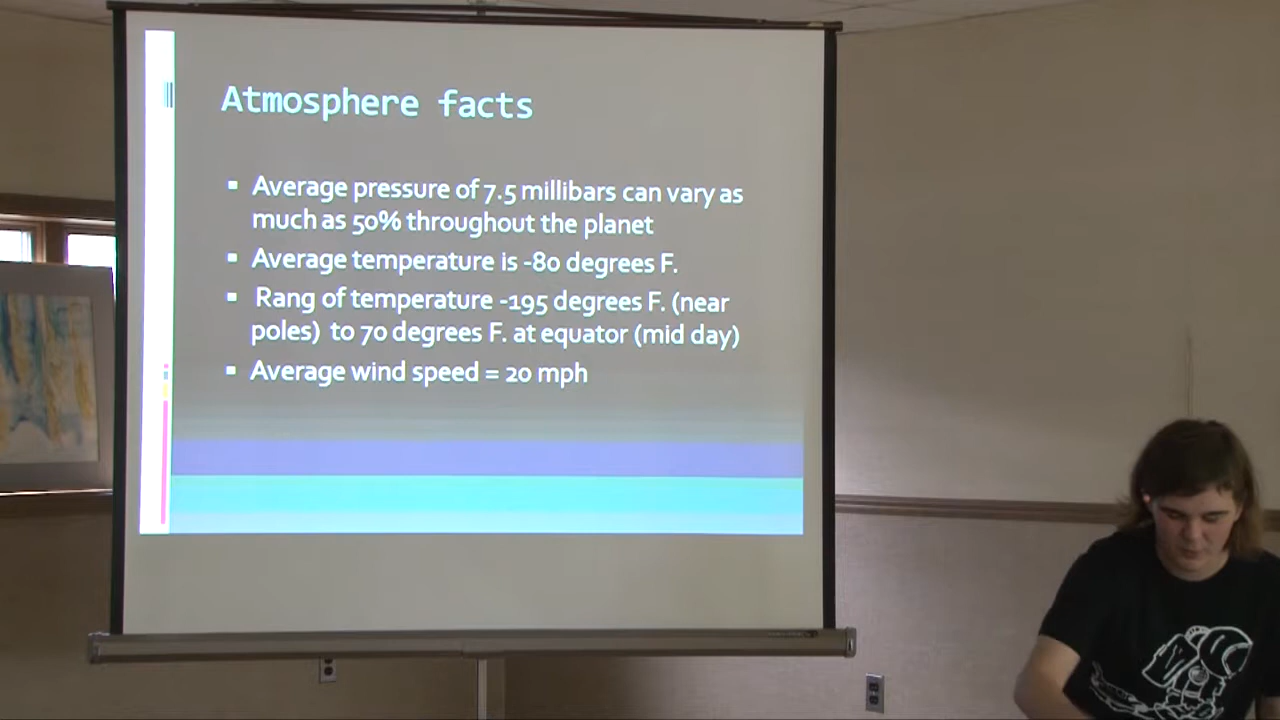 Atmosphere facts
Average pressure of 7.5 millibars can vary as
much as 50% throughout the planet
Average temperature is -80 degrees F.
Rang of temperature -195 degrees F. (near
poles) to 70 degrees F. at equator (mid day)
Average wind speed = 20 mph